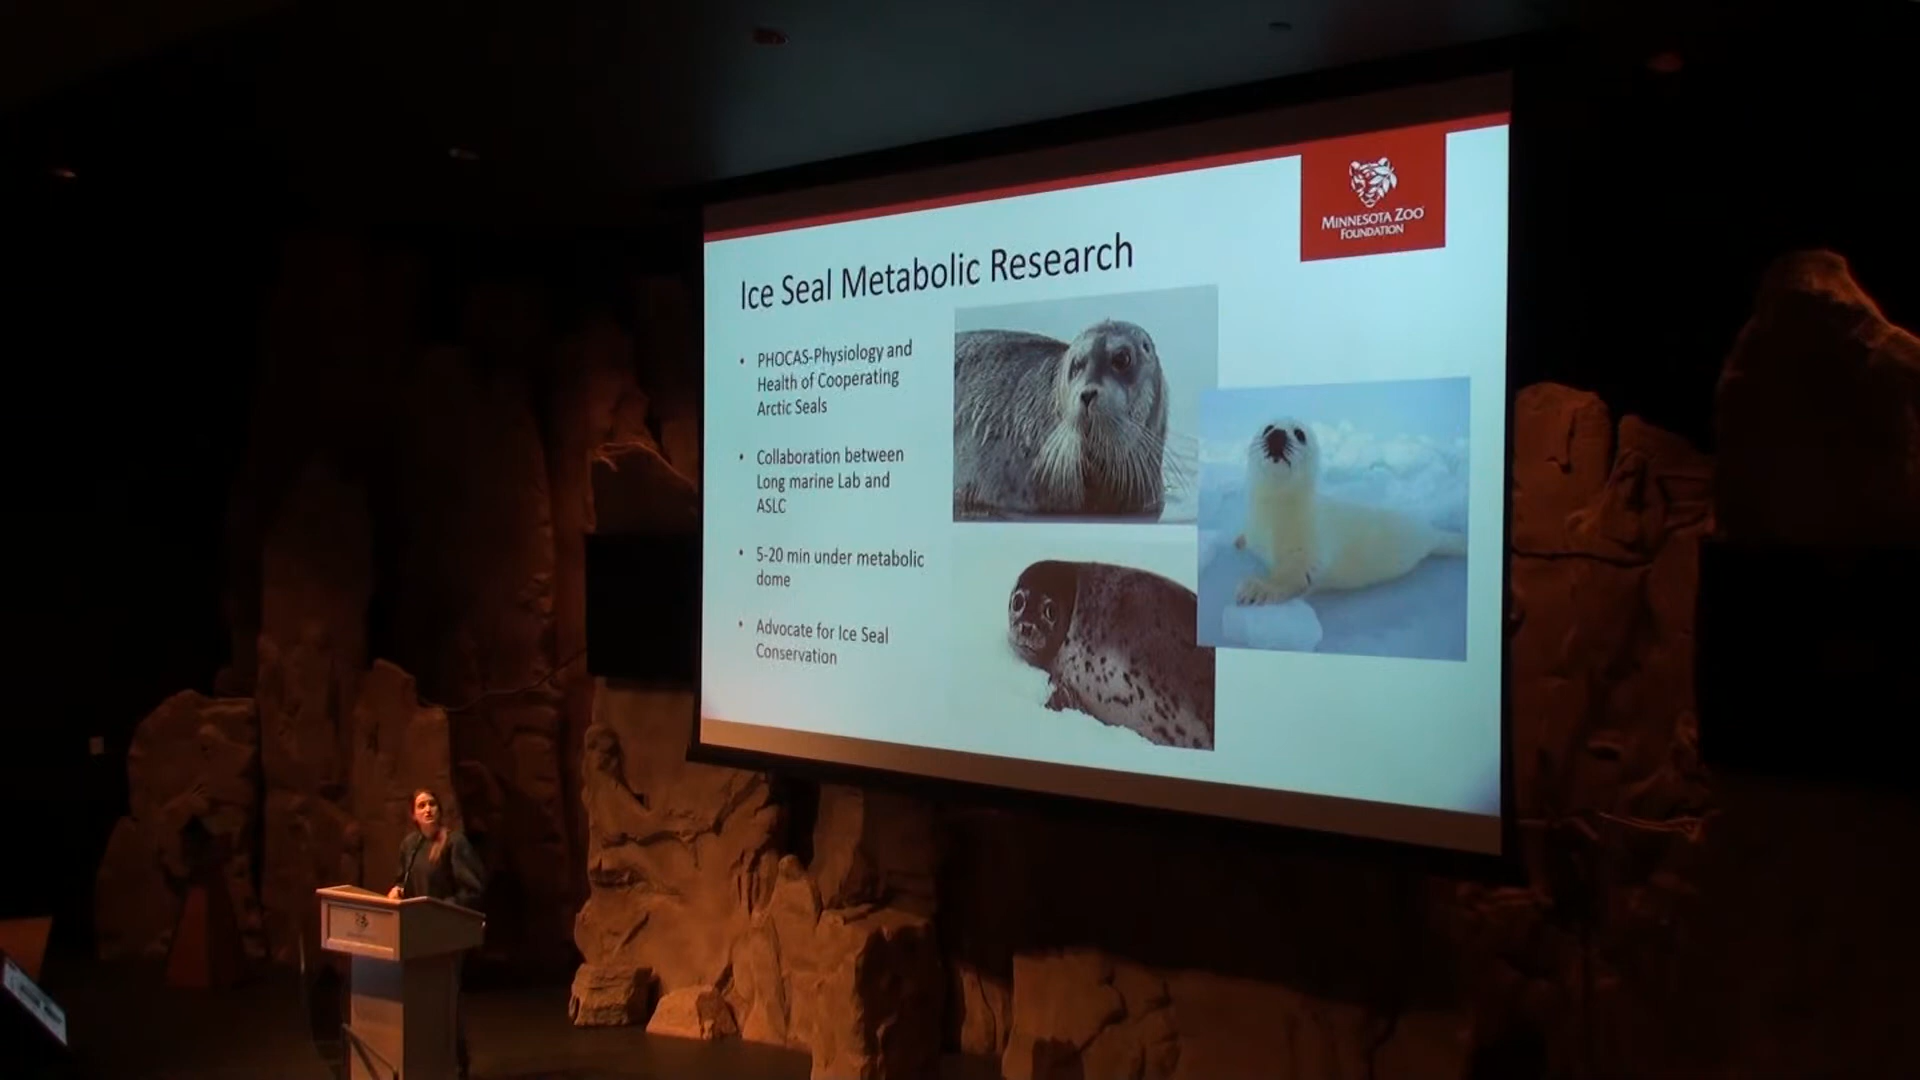 MINNESOTA ZOO
FOUNDATION
Ice Seal Metabolic Research
• PHOCAS-Physiology and
Health of Cooperating
Arctic Seals
• Collaboration between
Long marine Lab and
ASLC
• 5-20 min under metabolic
dome
• Advocate for Ice Seal
Conservation